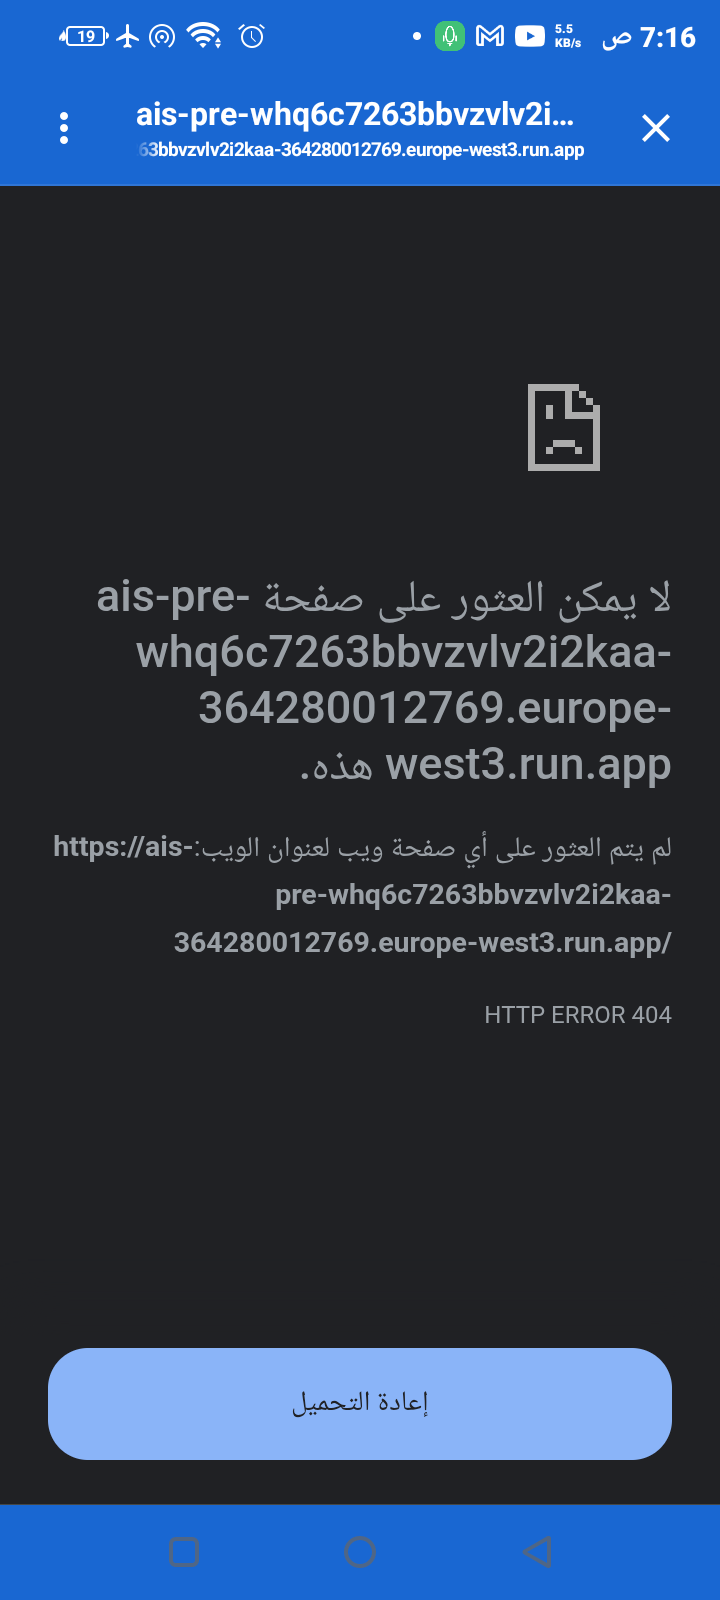 7:16 ص
5.5
KB/s
19
ais-pre-whq6c7263bbvzvlv2i...
63bbvzvlv2i2kaa-364280012769.europe-west3.run.app
لا يمكن العثور على صفحة ais-pre-
whq6c7263bbvzvlv2i2kaa-
364280012769.europe-
west3.run.app هذه.
لم يتم العثور على أي صفحة ويب لعنوان الويب:https://ais-
pre-whq6c7263bbvzvlv2i2kaa-
364280012769.europe-west3.run.app/
HTTP ERROR 404
إعادة التحميل